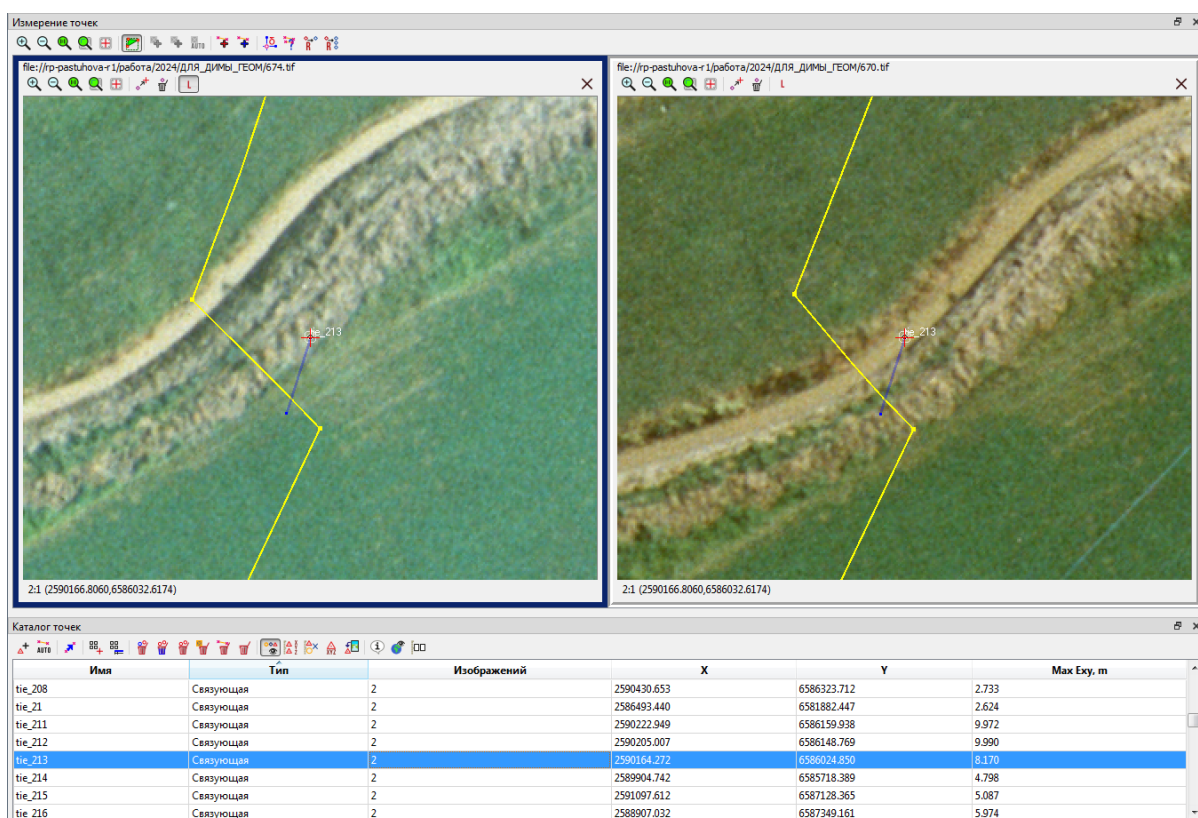 Измерение точек
file://rp-pastuhova-r1/работа/2024/ДЛЯ_ДИМЫ_ГЕОМ/674.tif
file://rp-pastuhova-r1/работа/2024/ДЛЯ_ДИМЫ_ГЕОМ/670.tif
AUTO
R R
L
L
tie_213
tie_213
2:1 (2590166.8060,6586032.6174)
2:1 (2590166.8060,6586032.6174)
Каталог точек
AUTO
Имя Тип Изображений X Y Max Exy, m
tie_208 Связующая 2 2590430.653 6586323.712 2.733
tie_21 Связующая 2 2586493.440 6581882.447 2.624
tie_211 Связующая 2 2590222.949 6586159.938 9.972
tie_212 Связующая 2 2590205.007 6586148.769 9.990
tie_213 Связующая 2 2590164.272 6586024.850 8.170
tie_214 Связующая 2 2589904.742 6585718.389 4.798
tie_215 Связующая 2 2591097.612 6587128.365 5.087
tie_216 Связующая 2 2588907.032 6587349.161 5.974